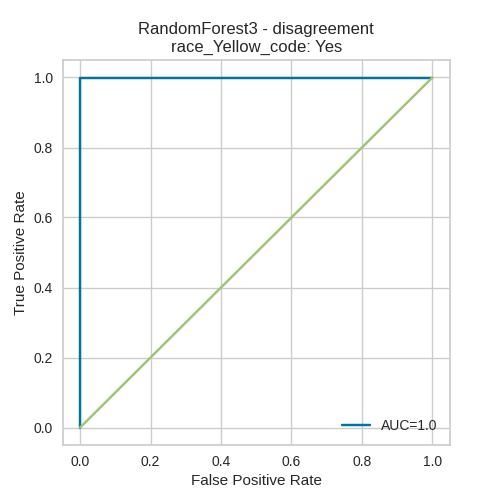 RandomForest3 - disagreement
race_Yellow_code: Yes
True Positive Rate
1.0
0.8
0.6
0.4
0.2
0.0
AUC=1.0
0.0 0.2 0.4 0.6 0.8 1.0
False Positive Rate